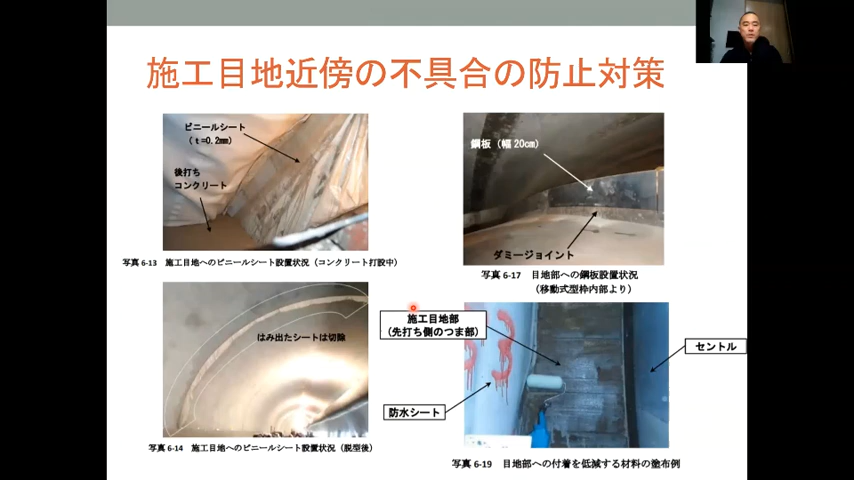 施工目地近傍の不具合の防止対策
ビニールシート
（t=0.2mm）
後打ち
コンクリート
写真 6-13 施工目地へのビニールシート設置状況（コンクリート打設中）
鋼板（幅 20cm）
ダミージョイント
写真 6-17 目地部への鋼板設置状況
（移動式型枠内部より）
はみ出たシートは切除
写真 6-14 施工目地へのビニールシート設置状況（脱型後）
施工目地部
（先打ち側のつま部）
セントル
防水シート
写真 6-19 目地部への付着を低減する材料の塗布例